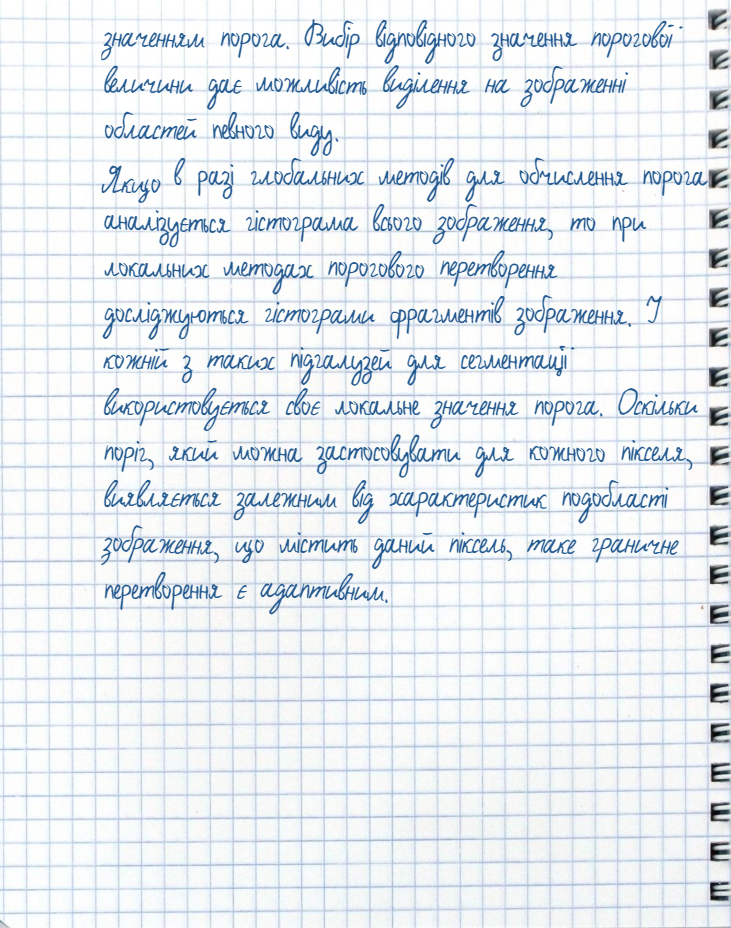 значенням порога. Вибір відповідного значення порогової
величини дає можливість виділення на зображенні
областей певного виду.
Якщо в разі глобальних методів для обчислення порога
аналізується гістограма всього зображення, то при
локальних методах порогового перетворення
досліджуються гістограми фрагментів зображення. У
кожній з таких підгалузей для сегментації
використовується своє локальне значення порога. Оскільки
поріг, який можна застосовувати для кожного пікселя,
виявляється залежним від характеристик подобласті
зображення, що містить даний піксель, таке граничне
перетворення є адаптивним.